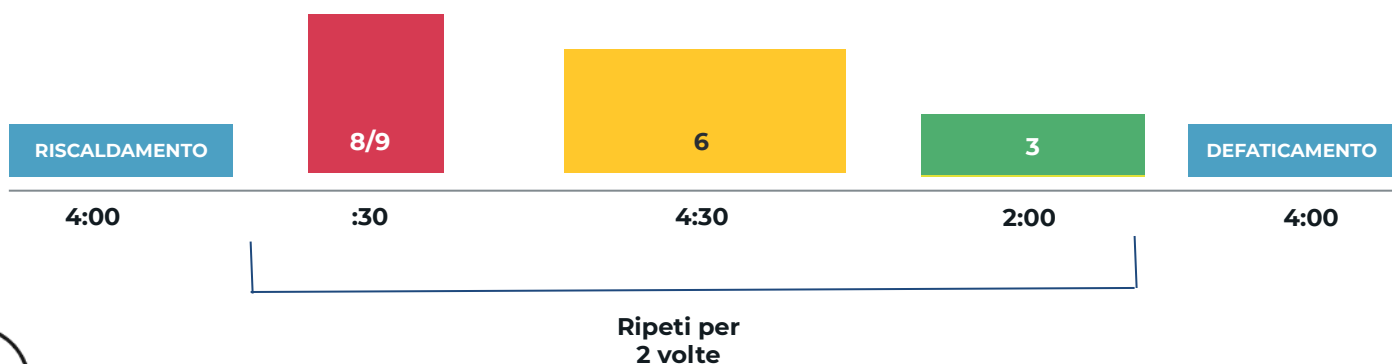 RISCALDAMENTO
8/9
6
3
DEFATICAMENTO
4:00
:30
4:30
2:00
4:00
Ripeti per
2 volte